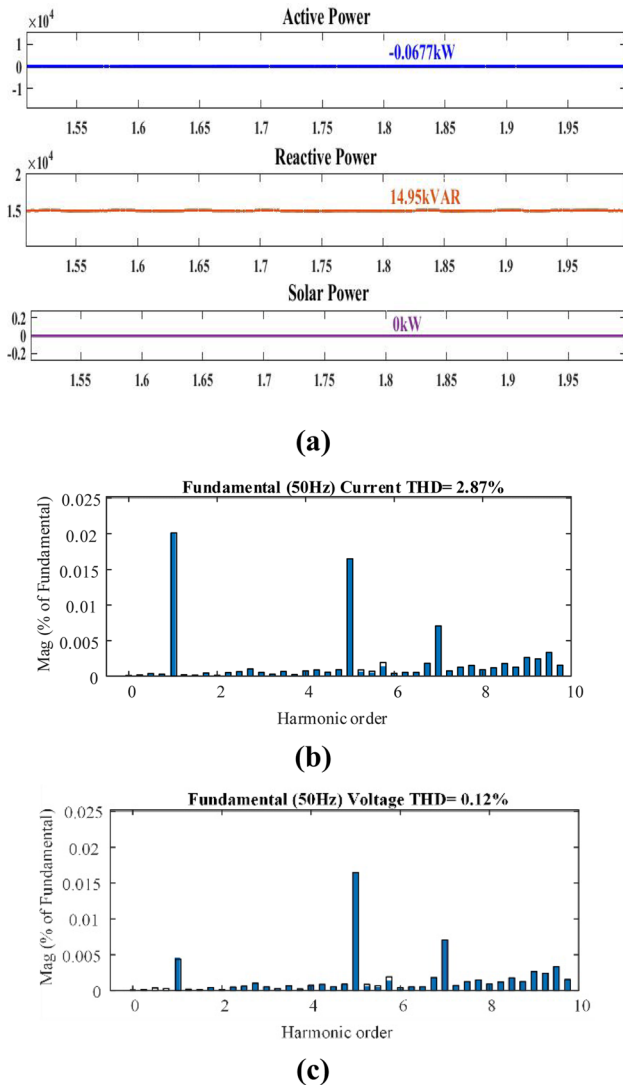 Active Power
×10⁴
1
0
-1
-0.0677kW
1.55 1.6 1.65 1.7 1.75 1.8 1.85 1.9 1.95
×10⁴
Reactive Power
2
1.5
14.95kVAR
1.55 1.6 1.65 1.7 1.75 1.8 1.85 1.9 1.95
Solar Power
0.2
0
-0.2
0kW
1.55 1.6 1.65 1.7 1.75 1.8 1.85 1.9 1.95
(a)
Fundamental (50Hz) Current THD= 2.87%
Mag (% of Fundamental)
0.025
0.02
0.015
0.01
0.005
0
0 2 4 6 8 10
Harmonic order
(b)
Fundamental (50Hz) Voltage THD= 0.12%
Mag (% of Fundamental)
0.025
0.02
0.015
0.01
0.005
0
0 2 4 6 8 10
Harmonic order
(c)